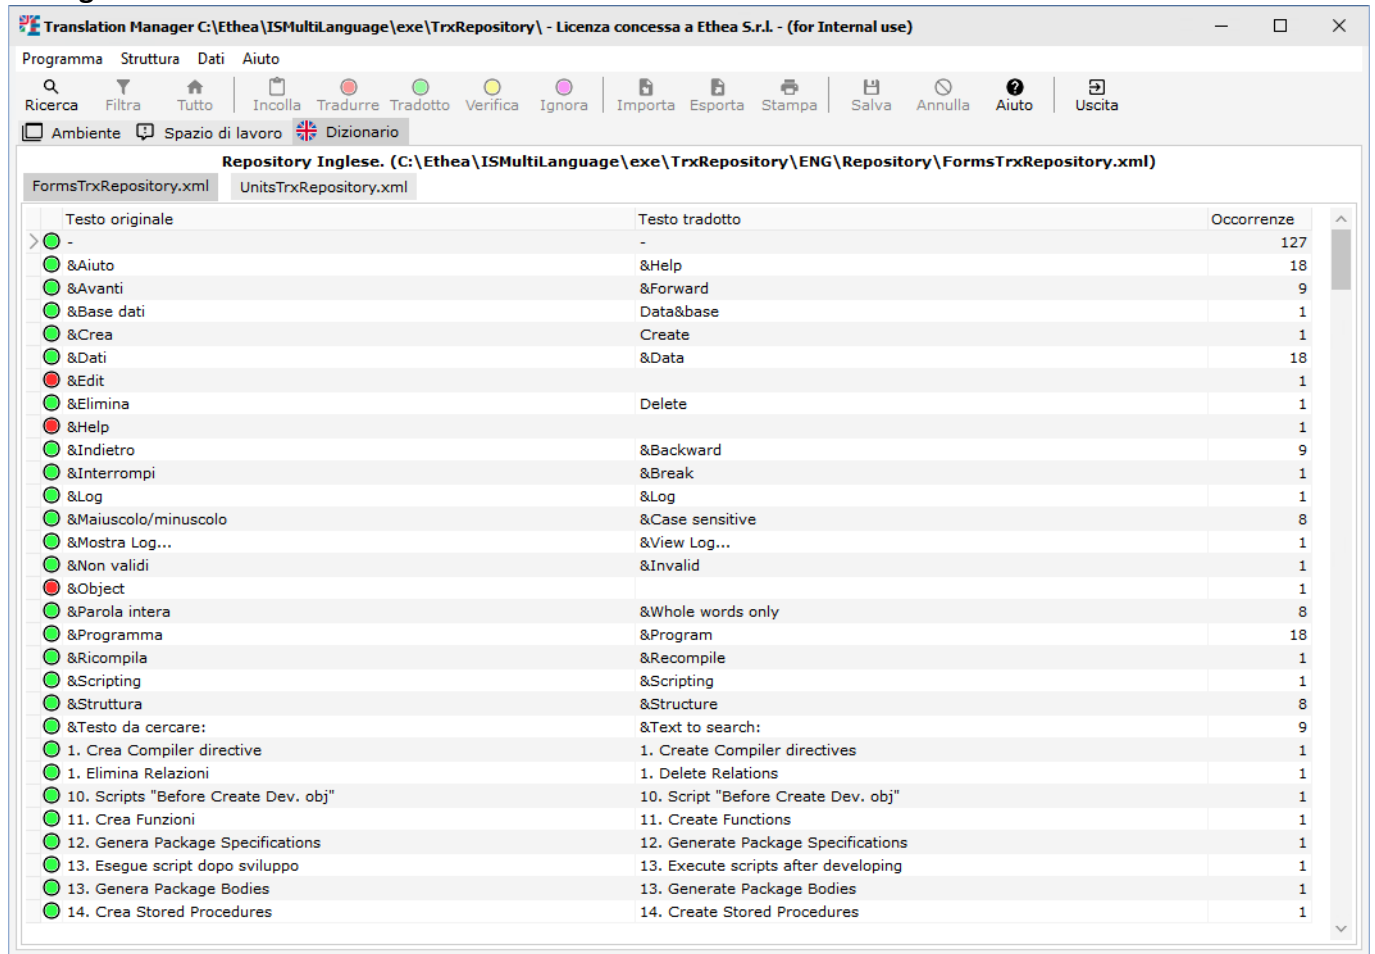 Translation Manager C:\Ethea\ISMultiLanguage\exe\TrxRepository\ - Licenza concessa a Ethea S.r.l. - (for Internal use)
Programma Struttura Dati Aiuto
Ricerca Filtra Tutto Incolla Tradurre Tradotto Verifica Ignora Importa Esporta Stampa Salva Annulla Aiuto Uscita
Ambiente Spazio di lavoro Dizionario
Repository Inglese. (C:\Ethea\ISMultiLanguage\exe\TrxRepository\ENG\Repository\FormsTrxRepository.xml)
FormsTrxRepository.xml UnitsTrxRepository.xml
Testo originale Testo tradotto Occorrenze
- - 127
&Aiuto &Help 18
&Avanti &Forward 9
&Base dati Data&base 1
&Crea Create 1
&Dati &Data 18
&Edit 1
&Elimina Delete 1
&Help 1
&Indietro &Backward 9
&Interrompi &Break 1
&Log &Log 1
&Maiuscolo/minuscolo &Case sensitive 8
&Mostra Log... &View Log... 1
&Non validi &Invalid 1
&Object 1
&Parola intera &Whole words only 8
&Programma &Program 18
&Ricompila &Recompile 1
&Scripting &Scripting 1
&Struttura &Structure 8
&Testo da cercare: &Text to search: 9
1. Crea Compiler directive 1. Create Compiler directives 1
1. Elimina Relazioni 1. Delete Relations 1
10. Scripts "Before Create Dev. obj" 10. Script "Before Create Dev. obj" 1
11. Crea Funzioni 11. Create Functions 1
12. Genera Package Specifications 12. Generate Package Specifications 1
13. Esegue script dopo sviluppo 13. Execute scripts after developing 1
13. Genera Package Bodies 13. Generate Package Bodies 1
14. Crea Stored Procedures 14. Create Stored Procedures 1